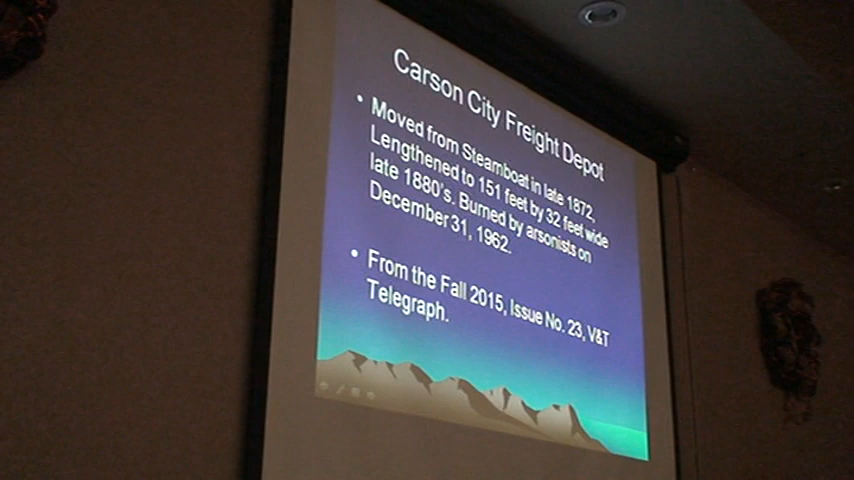 Carson City Freight Depot
• Moved from Steamboat in late 1872,
Lengthened to 151 feet by 32 feet wide
late 1880's. Burned by arsonists on
December 31, 1962.
• From the Fall 2015, Issue No. 23, V&T
Telegraph.